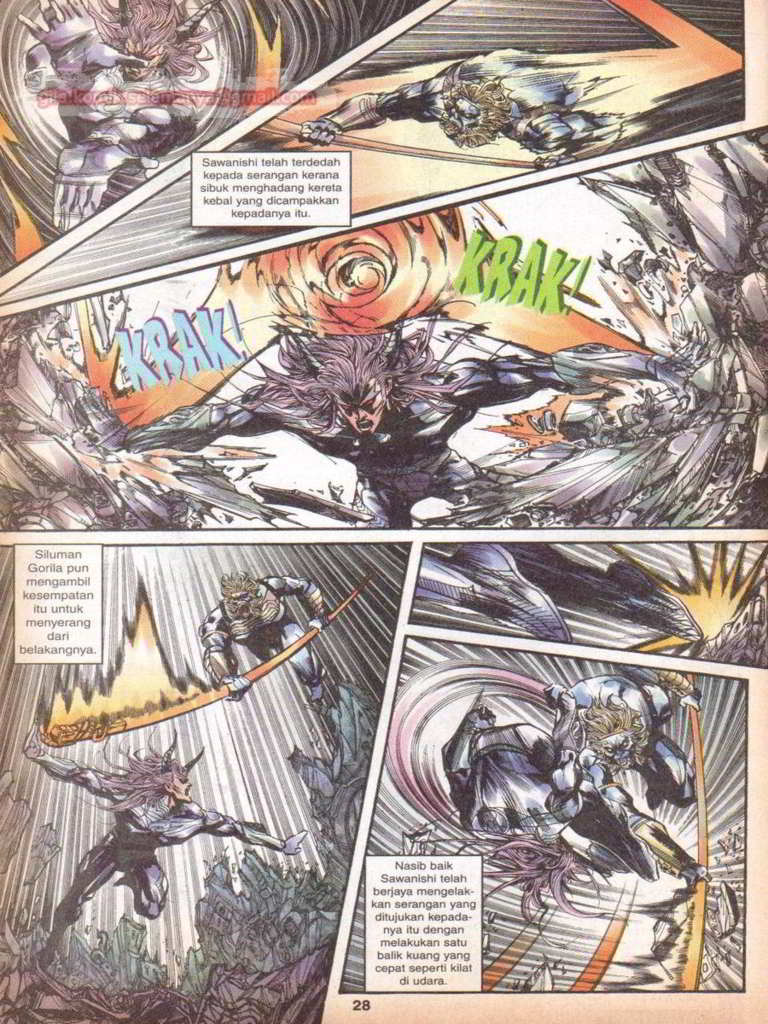 Sawanishi telah terdedah
kepada serangan kerana
sibuk menghadang kereta
kebal yang dicampakkan
kepadanya itu.
KRAK!
KRAK!
Siluman
Gorila pun
mengambil
kesempatan
itu untuk
menyerang
dari
belakangnya.
Nasib baik
Sawanishi telah
berjaya mengelak-
kan serangan yang
ditujukan kepada-
nya itu dengan
melakukan satu
balik kuang yang
cepat seperti kilat
di udara.
28